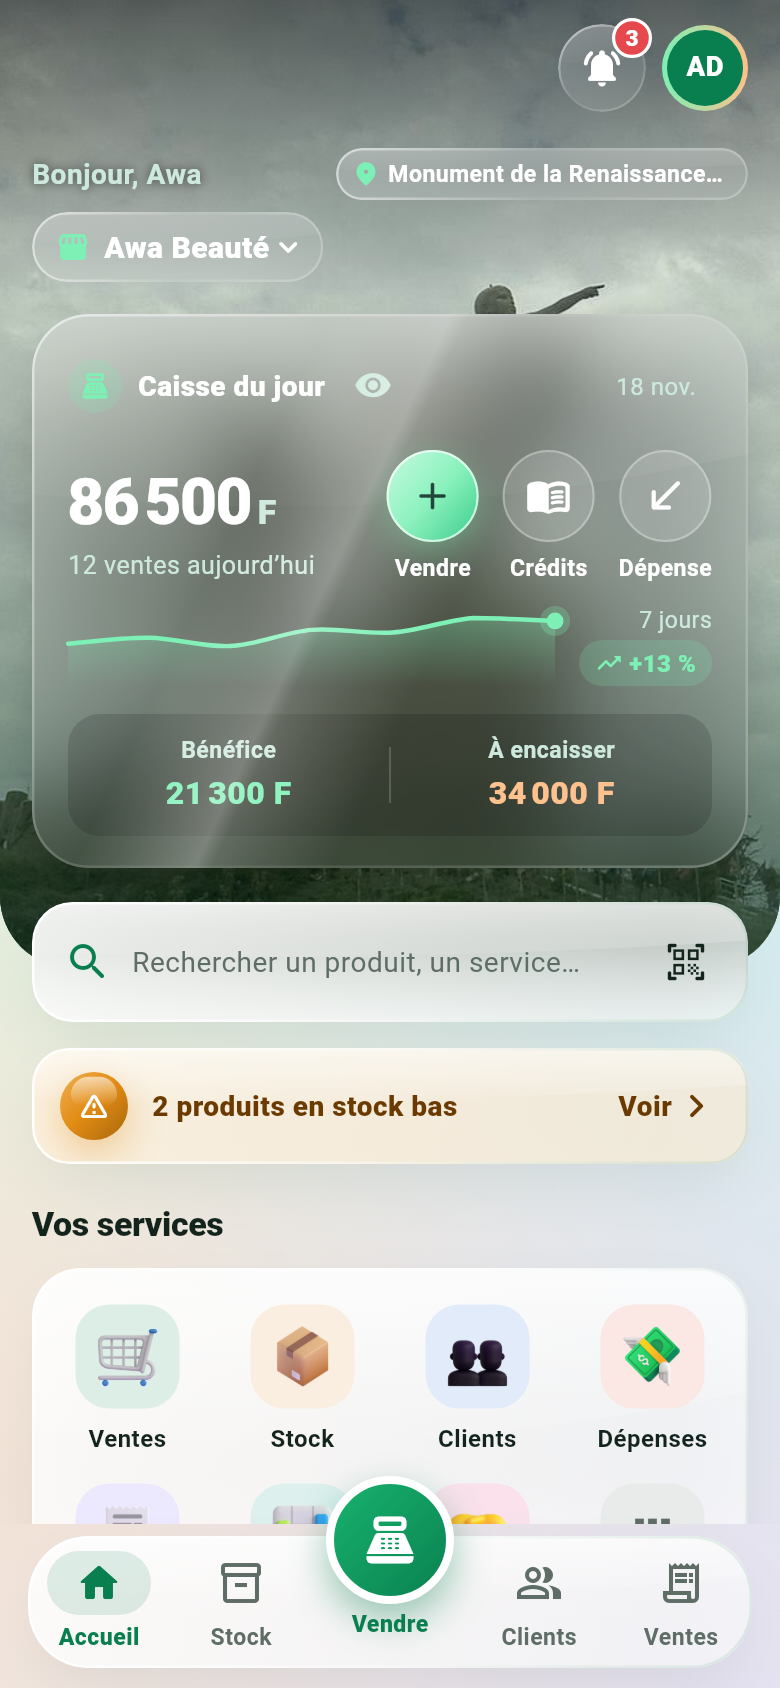 3
AD
Bonjour, Awa
Monument de la Renaissance…
Awa Beauté
Caisse du jour
18 nov.
86 500 F
12 ventes aujourd’hui
Vendre
Crédits
Dépense
7 jours
+13 %
Bénéfice
À encaisser
21 300 F
34 000 F
Rechercher un produit, un service…
2 produits en stock bas
Voir
Vos services
Ventes
Stock
Clients
Dépenses
Accueil
Stock
Vendre
Clients
Ventes